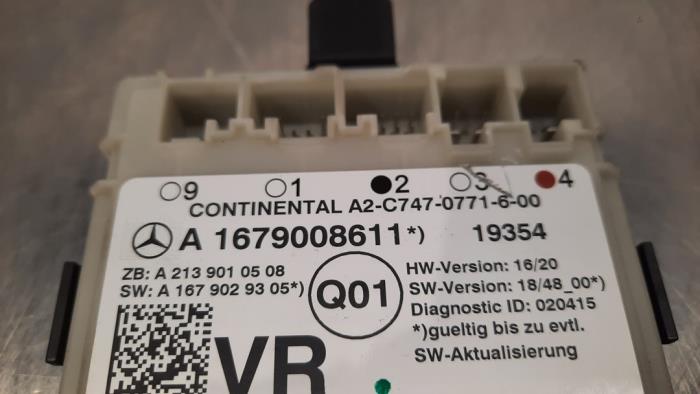 9 1 2 3 4
CONTINENTAL A2-C747-0771-6-00
A 1679008611*) 19354
ZB: A 213 901 05 08
SW: A 167 902 93 05*)
Q01
HW-Version: 16/20
SW-Version: 18/48_00*)
Diagnostic ID: 020415
*)gueltig bis zu evtl.
SW-Aktualisierung
VR